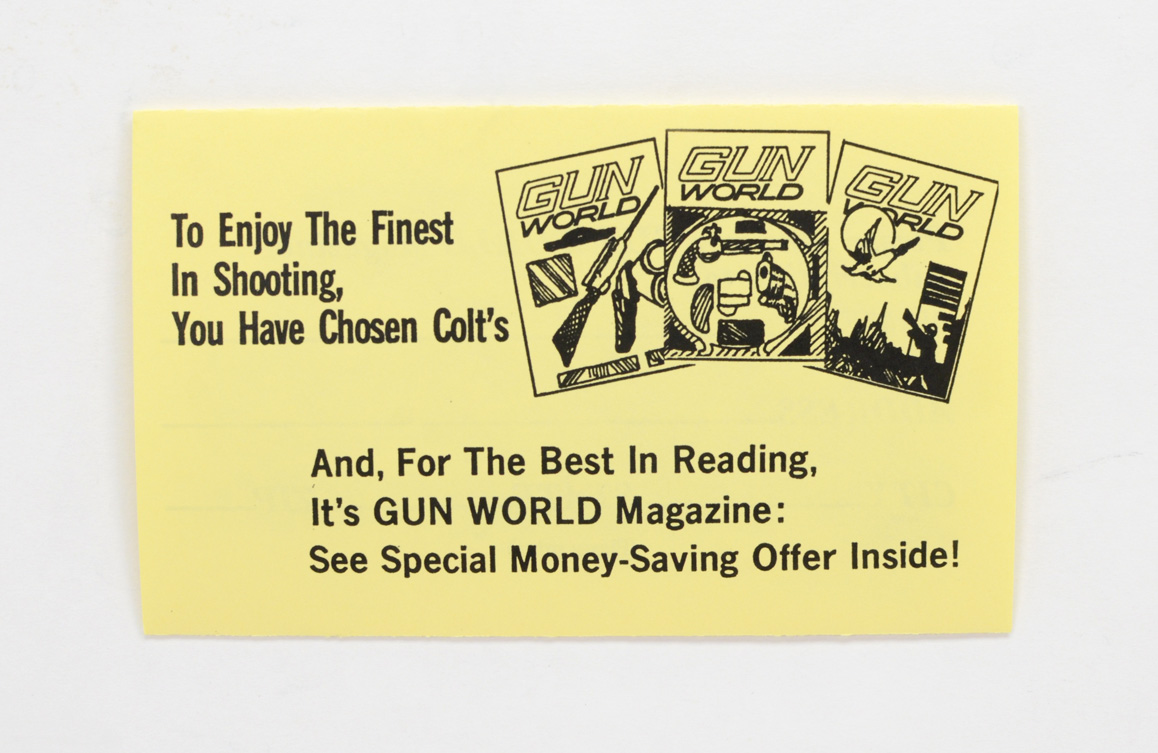 To Enjoy The Finest
In Shooting,
You Have Chosen Colt's
GUN
WORLD
GUN
WORLD
GUN
WORLD
And, For The Best In Reading,
It's GUN WORLD Magazine:
See Special Money-Saving Offer Inside!